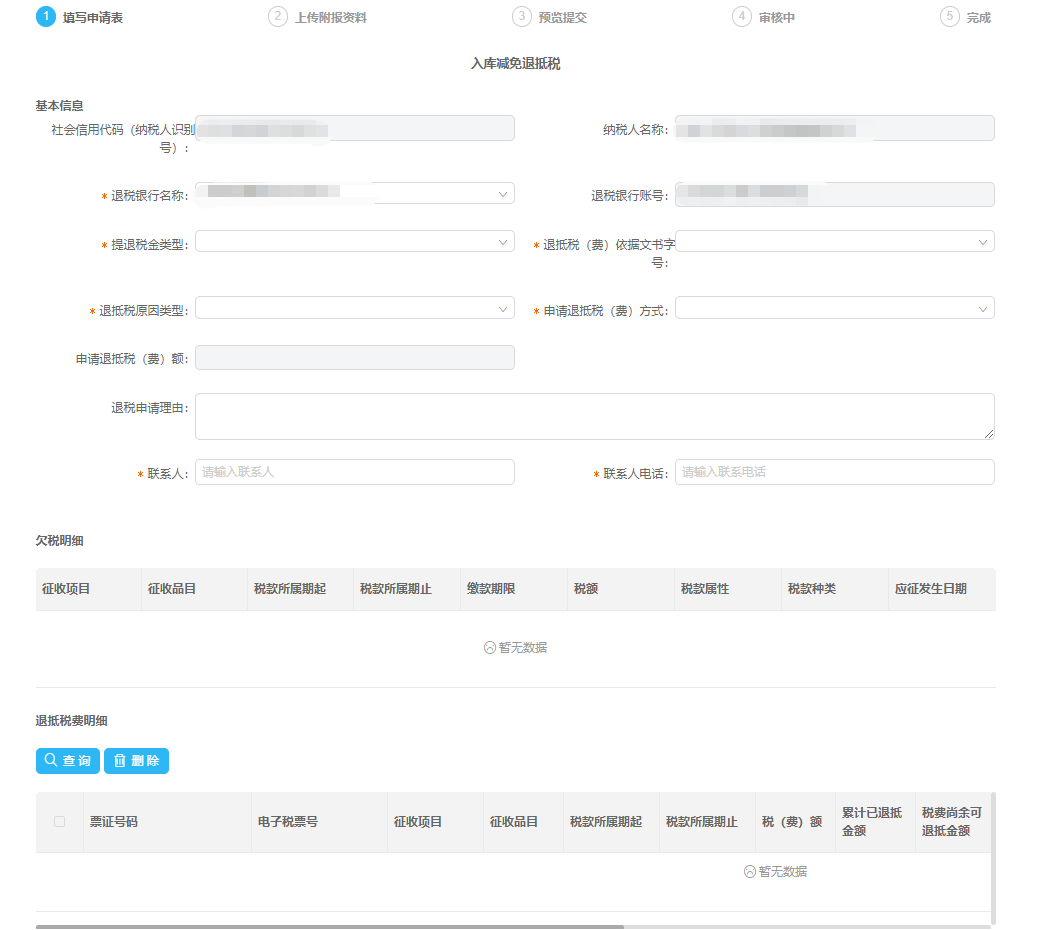 1 填写申请表
2 上传附报资料
3 预览提交
4 审核中
5 完成
入库减免退抵税
基本信息
社会信用代码（纳税人识别
号）:
纳税人名称:
* 退税银行名称:
退税银行账号:
* 提退税金类型:
* 退抵税（费）依据文书字
号:
* 退抵税原因类型:
* 申请退抵税（费）方式:
申请退抵税（费）额:
退税申请理由:
* 联系人: 请输入联系人
* 联系人电话: 请输入联系电话
欠税明细
征收项目 征收品目 税款所属期起 税款所属期止 缴款期限 税额 税款属性 税款种类 应征发生日期
暂无数据
退抵税费明细
查询 删除
票证号码 电子税票号 征收项目 征收品目 税款所属期起 税款所属期止 税（费）额 累计已退抵 税费尚余可
金额 退抵金额
暂无数据